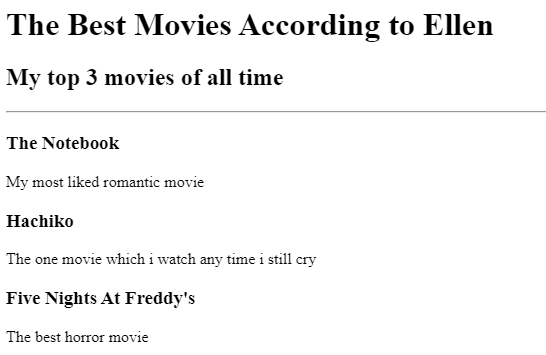 The Best Movies According to Ellen
My top 3 movies of all time
The Notebook
My most liked romantic movie
Hachiko
The one movie which i watch any time i still cry
Five Nights At Freddy's
The best horror movie